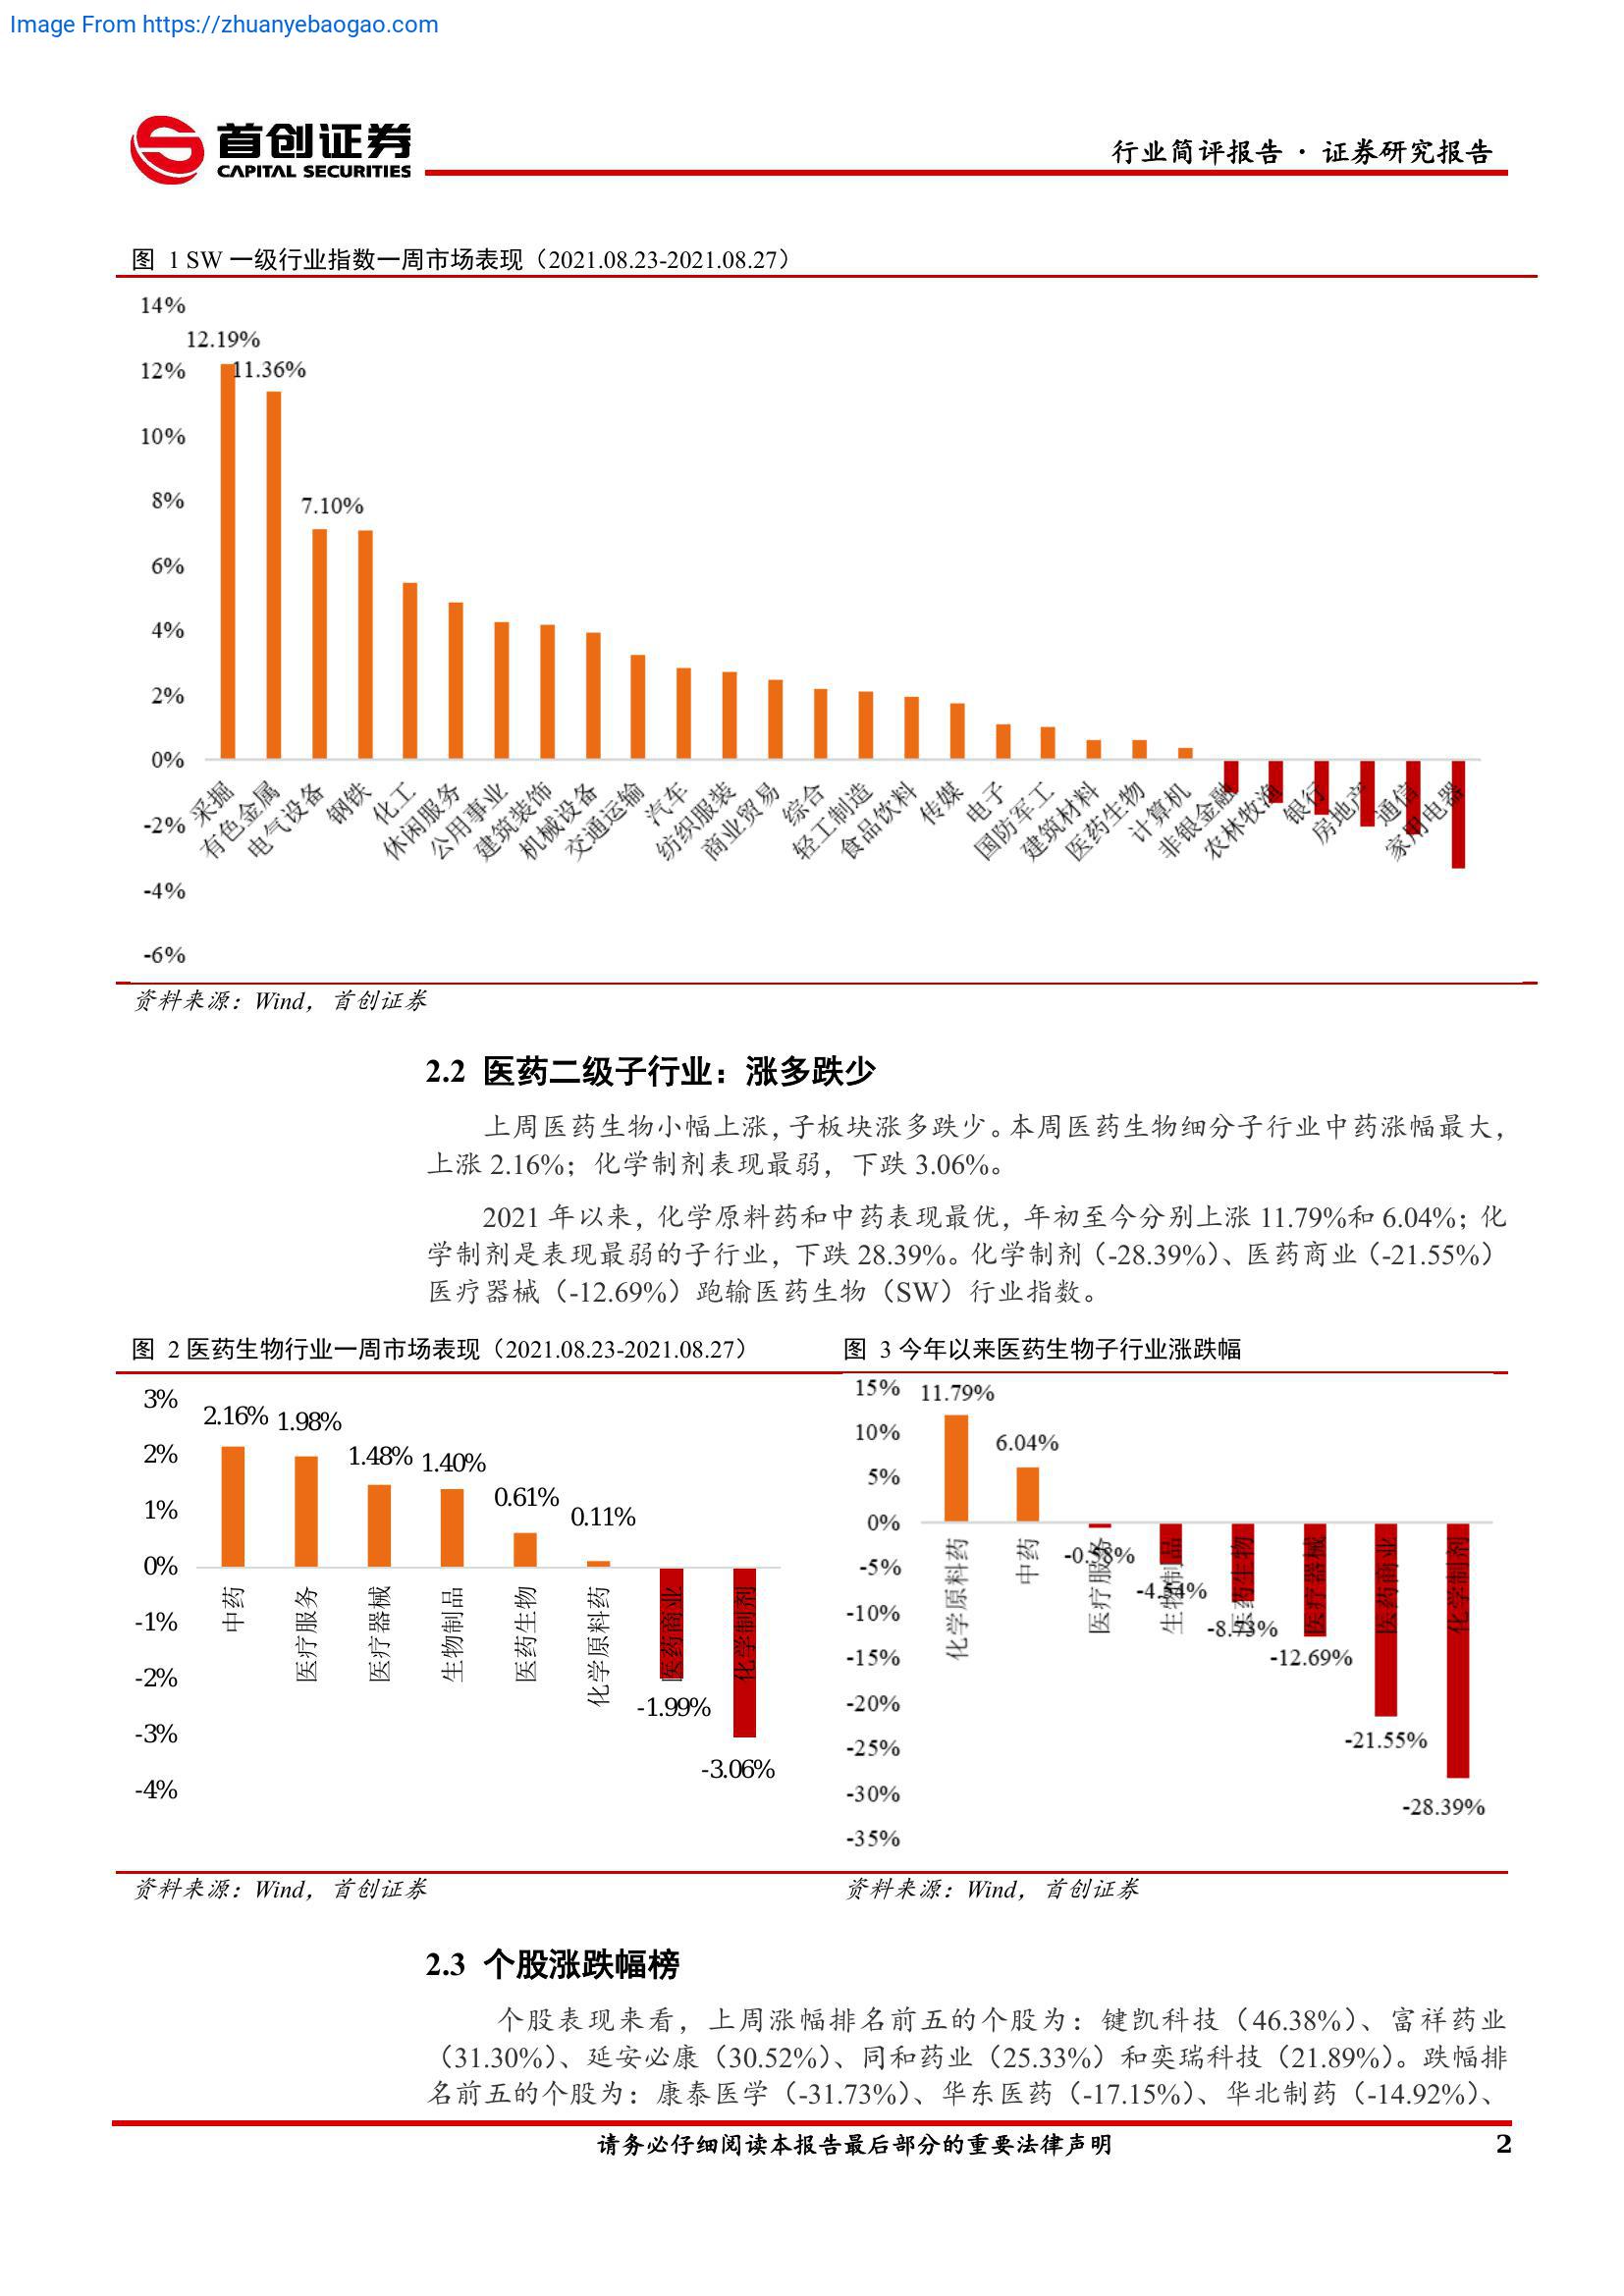 Image From https://zhuanyebaogao.com
首创证券
CAPITAL SECURITIES
行业简评报告 · 证券研究报告
图 1 SW 一级行业指数一周市场表现（2021.08.23-2021.08.27）
14%
12.19%
12%
11.36%
10%
8%
7.10%
6%
4%
2%
0%
-2%
-4%
-6%
采掘
有色金属
电气设备
钢铁
化工
休闲服务
公用事业
建筑装饰
机械设备
交通运输
汽车
纺织服装
商业贸易
综合
轻工制造
食品饮料
传媒
电子
国防军工
建筑材料
医药生物
计算机
非银金融
农林牧渔
银行
房地产
通信
家用电器
资料来源：Wind，首创证券
2.2 医药二级子行业：涨多跌少
上周医药生物小幅上涨，子板块涨多跌少。本周医药生物细分子行业中药涨幅最大，
上涨 2.16%；化学制剂表现最弱，下跌 3.06%。
2021 年以来，化学原料药和中药表现最优，年初至今分别上涨 11.79%和 6.04%；化
学制剂是表现最弱的子行业，下跌 28.39%。化学制剂（-28.39%）、医药商业（-21.55%）
医疗器械（-12.69%）跑输医药生物（SW）行业指数。
图 2 医药生物行业一周市场表现（2021.08.23-2021.08.27）
3%
2%
1%
0%
-1%
-2%
-3%
-4%
2.16%
1.98%
1.48%
1.40%
0.61%
0.11%
-1.99%
-3.06%
中药
医疗服务
医疗器械
生物制品
医药生物
化学原料药
医药商业
化学制剂
图 3 今年以来医药生物子行业涨跌幅
15%
10%
5%
0%
-5%
-10%
-15%
-20%
-25%
-30%
-35%
11.79%
6.04%
-0.58%
-4.54%
-8.73%
-12.69%
-21.55%
-28.39%
化学原料药
中药
医疗服务
生物制品
医药生物
医疗器械
医药商业
化学制剂
资料来源：Wind，首创证券
资料来源：Wind，首创证券
2.3 个股涨跌幅榜
个股表现来看，上周涨幅排名前五的个股为：键凯科技（46.38%）、富祥药业
（31.30%）、延安必康（30.52%）、同和药业（25.33%）和奕瑞科技（21.89%）。跌幅排
名前五的个股为：康泰医学（-31.73%）、华东医药（-17.15%）、华北制药（-14.92%）、
请务必仔细阅读本报告最后部分的重要法律声明
2